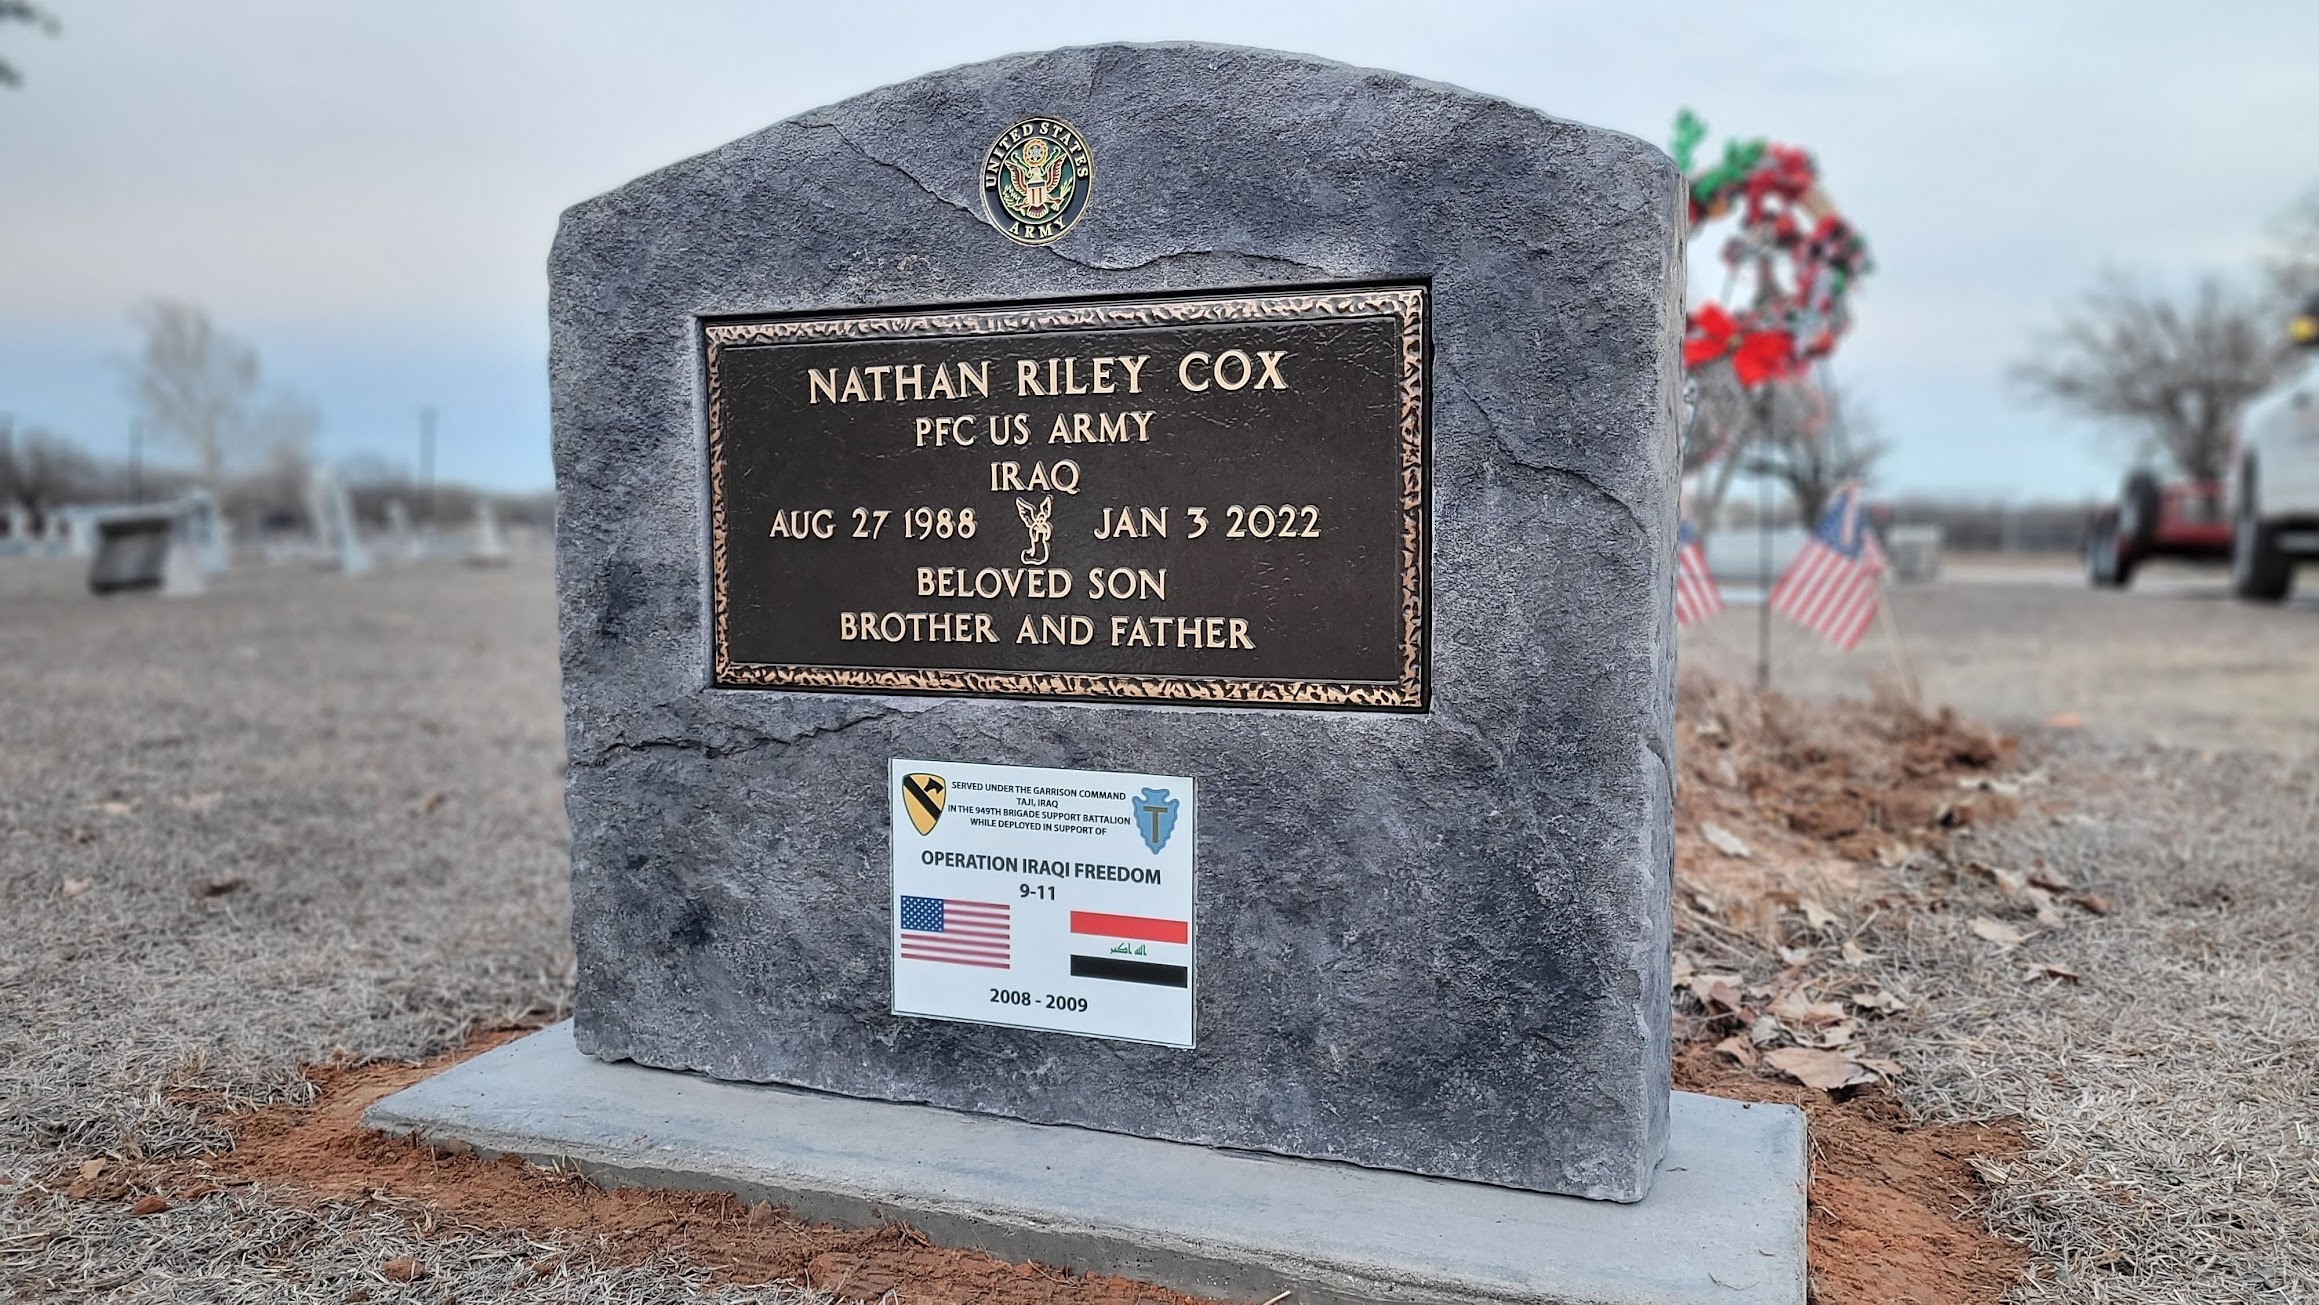 UNITED STATES
ARMY
NATHAN RILEY COX
PFC US ARMY
IRAQ
AUG 27 1988 JAN 3 2022
BELOVED SON
BROTHER AND FATHER
SERVED UNDER THE GARRISON COMMAND
TAJI, IRAQ
IN THE 949TH BRIGADE SUPPORT BATTALION
WHILE DEPLOYED IN SUPPORT OF
T
OPERATION IRAQI FREEDOM
9-11
الله اكبر
2008 - 2009